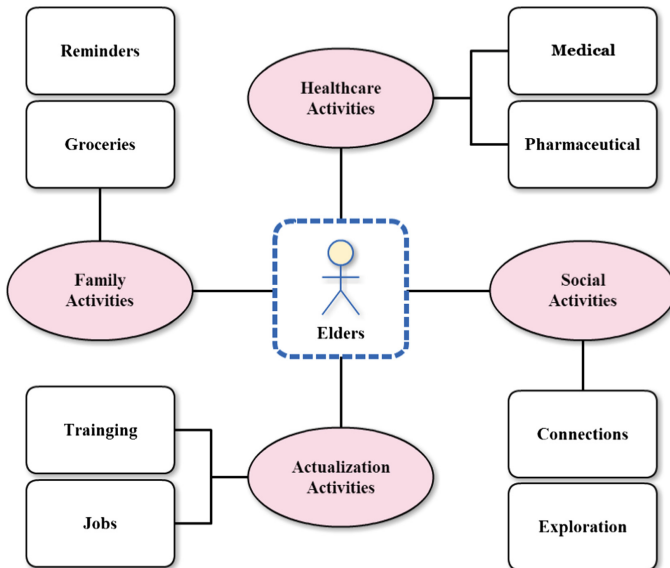 Reminders
Groceries
Healthcare
Activities
Medical
Pharmaceutical
Family
Activities
Elders
Social
Activities
Trainging
Jobs
Actualization
Activities
Connections
Exploration